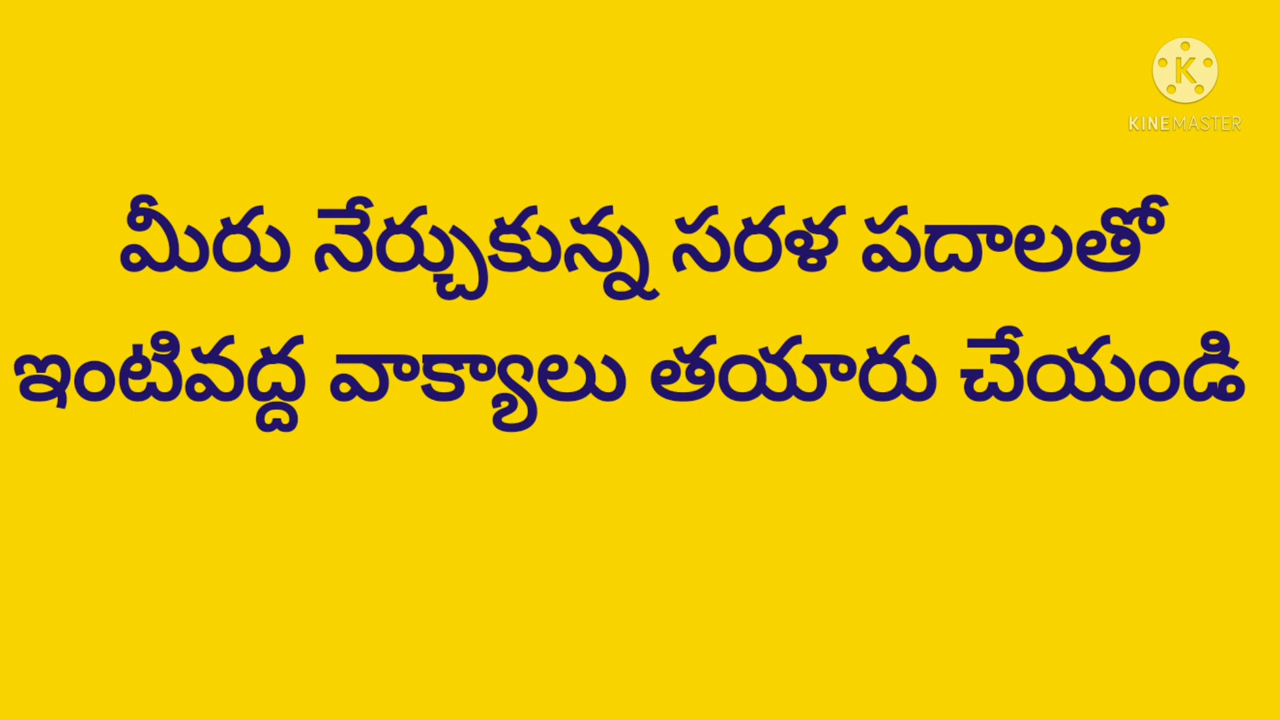 K
KINEMASTER
మీరు నేర్చుకున్న సరళ పదాలతో
ఇంటివద్ద వాక్యాలు తయారు చేయండి